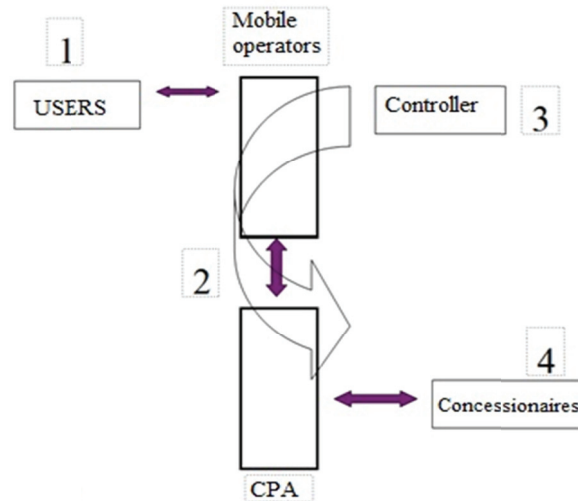 1
Mobile
operators
USERS
Controller
3
2
4
Concessionaires
CPA